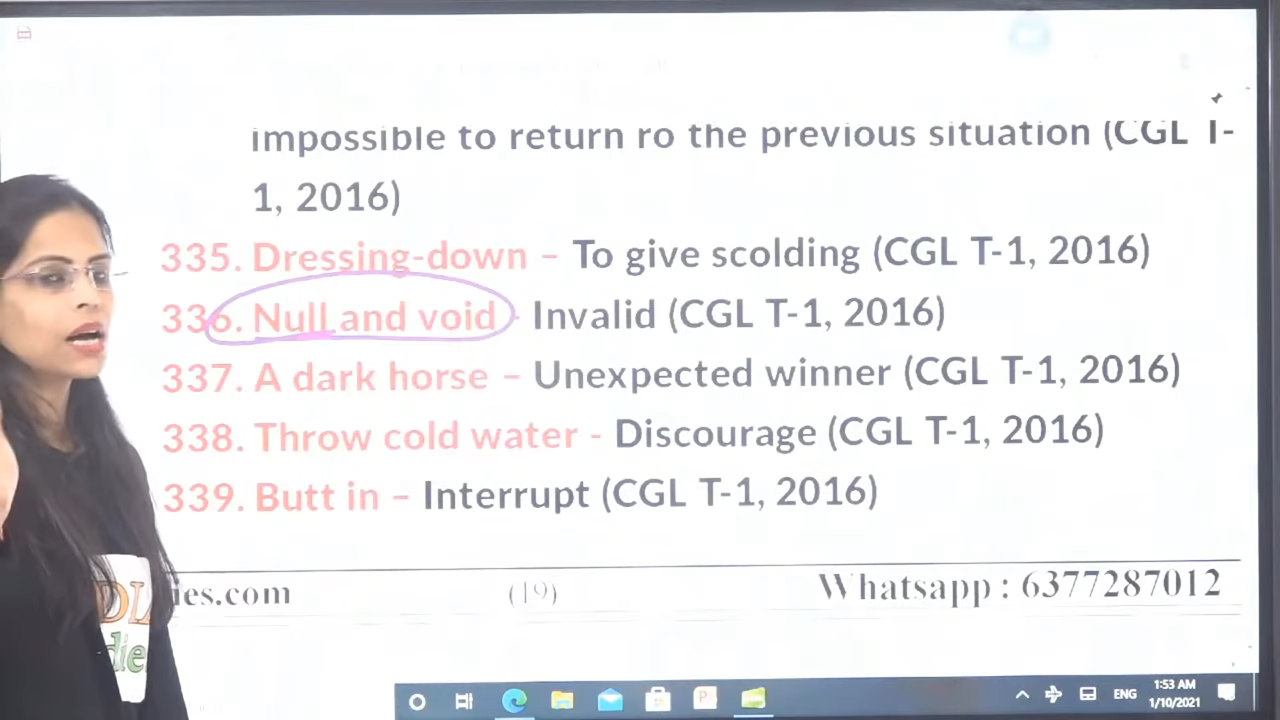 impossible to return ro the previous situation (CGL T-
1, 2016)
335. Dressing-down – To give scolding (CGL T-1, 2016)
336. Null and void - Invalid (CGL T-1, 2016)
337. A dark horse – Unexpected winner (CGL T-1, 2016)
338. Throw cold water - Discourage (CGL T-1, 2016)
339. Butt in – Interrupt (CGL T-1, 2016)
ies.com (19) Whatsapp : 6377287012
ENG 1:53 AM
1/10/2021